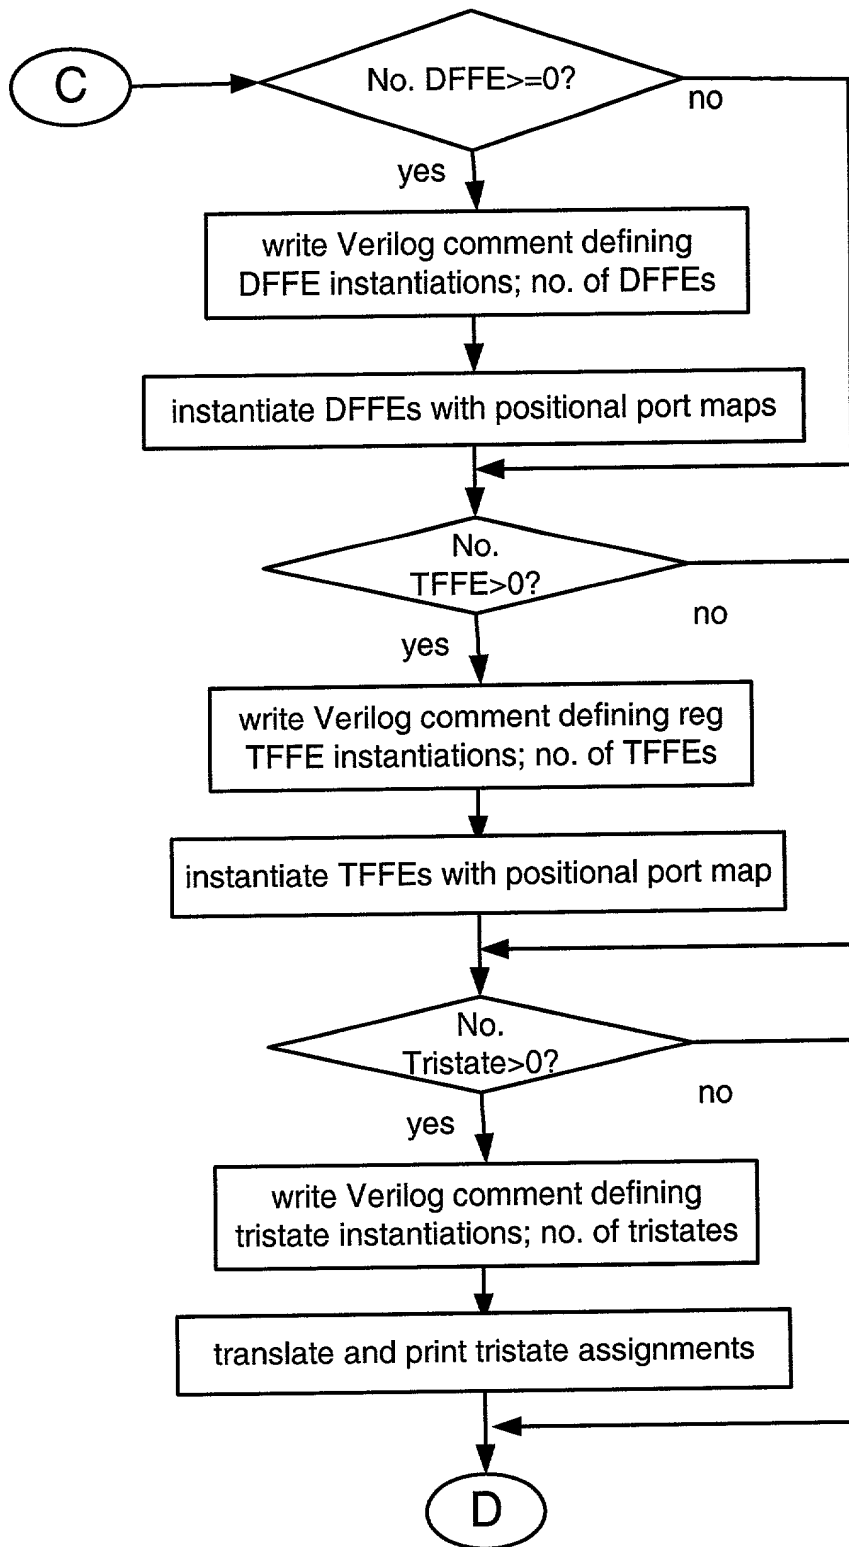 C
No. DFFE>=0?
no
yes
write Verilog comment defining
DFFE instantiations; no. of DFFEs
instantiate DFFEs with positional port maps
No.
TFFE>0?
no
yes
write Verilog comment defining reg
TFFE instantiations; no. of TFFEs
instantiate TFFEs with positional port map
No.
Tristate>0?
no
yes
write Verilog comment defining
tristate instantiations; no. of tristates
translate and print tristate assignments
D